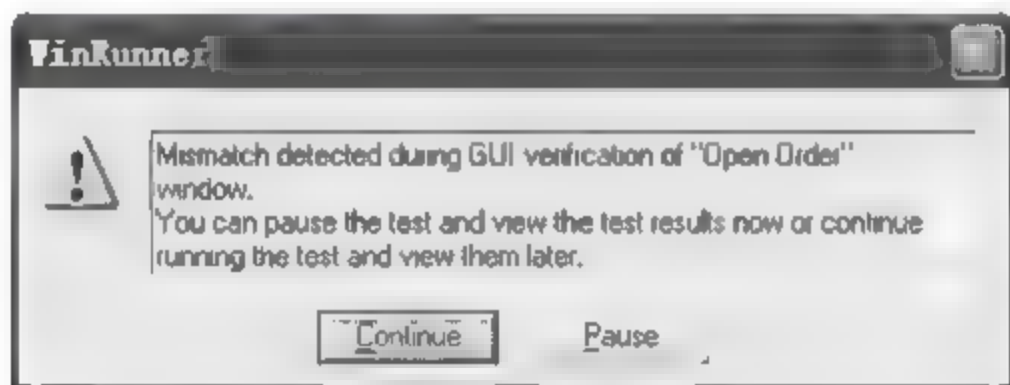 WinRunner
Mismatch detected during GUI verification of "Open Order"
window.
You can pause the test and view the test results now or continue
running the test and view them later.
Continue
Pause